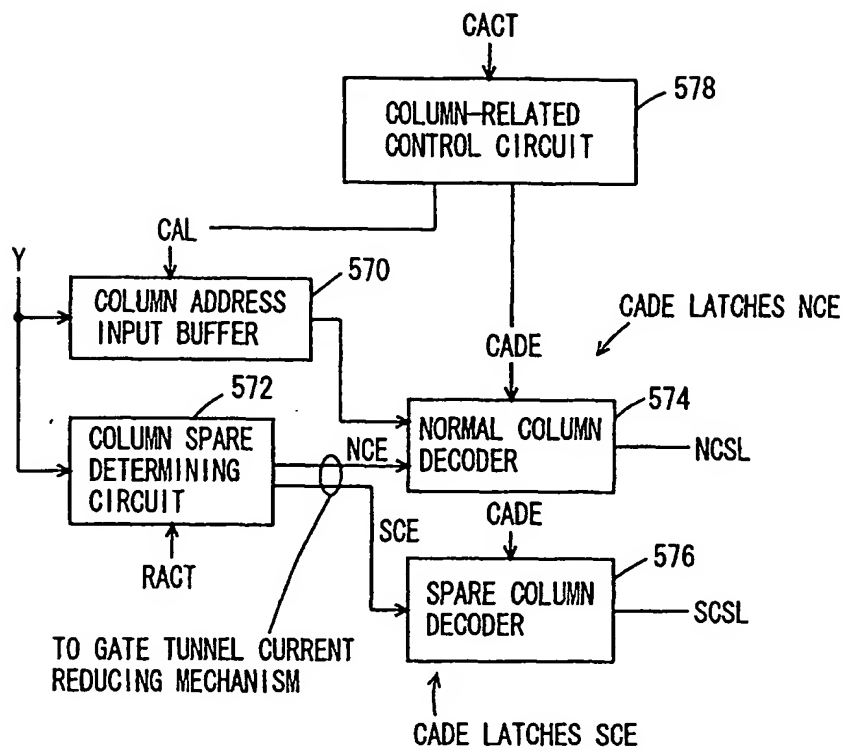 CACT
578
COLUMN-RELATED
CONTROL CIRCUIT
CAL
Y
570
COLUMN ADDRESS
INPUT BUFFER
CADE LATCHES NCE
CADE
572
574
COLUMN SPARE
DETERMINING
CIRCUIT
NCE
NORMAL COLUMN
DECODER
NCSL
CADE
SCE
RACT
576
SPARE COLUMN
DECODER
SCSL
TO GATE TUNNEL CURRENT
REDUCING MECHANISM
CADE LATCHES SCE